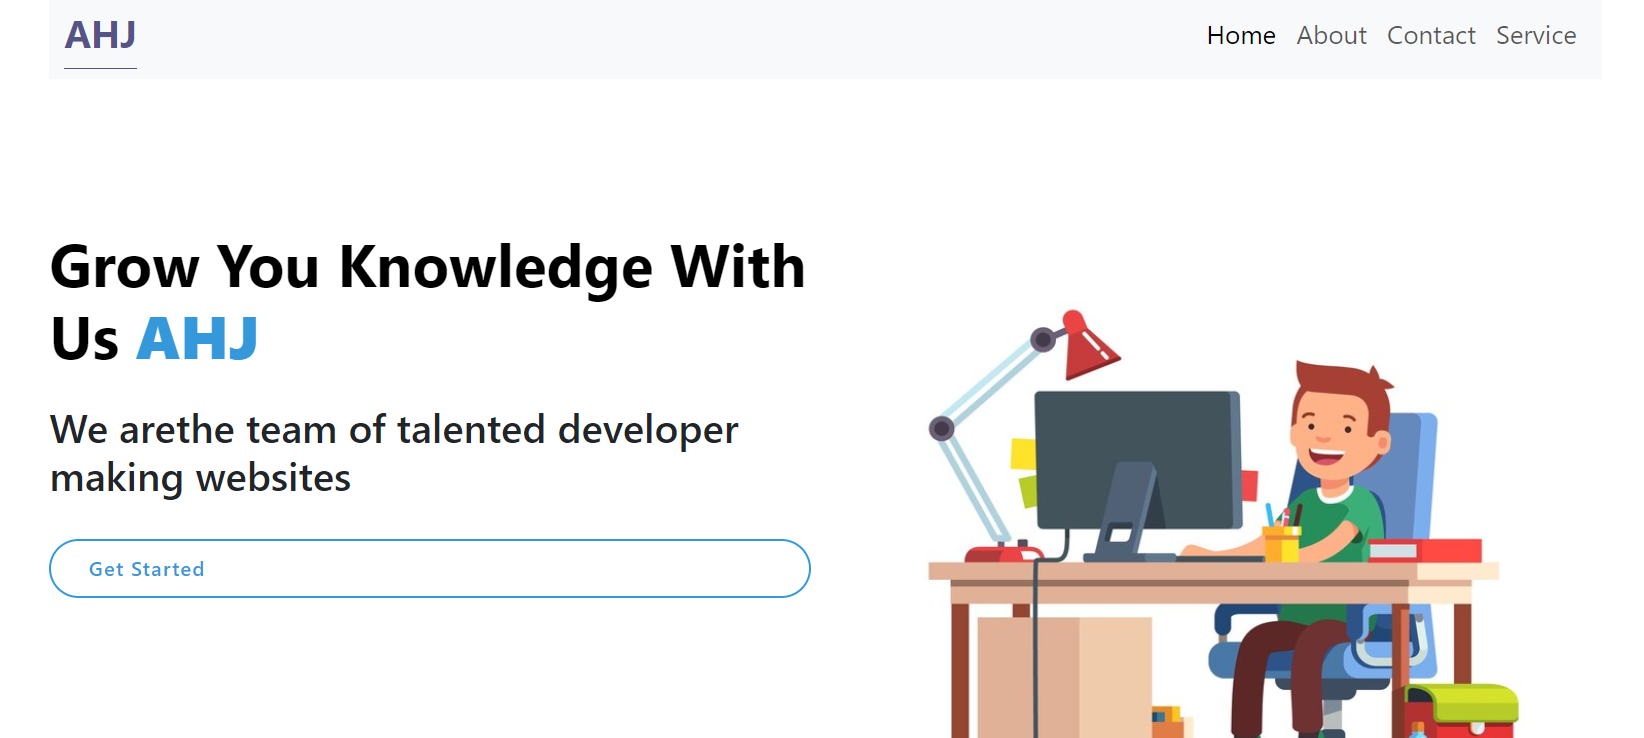 AHJ
Home About Contact Service
Grow You Knowledge With
Us AHJ
We arethe team of talented developer
making websites
Get Started